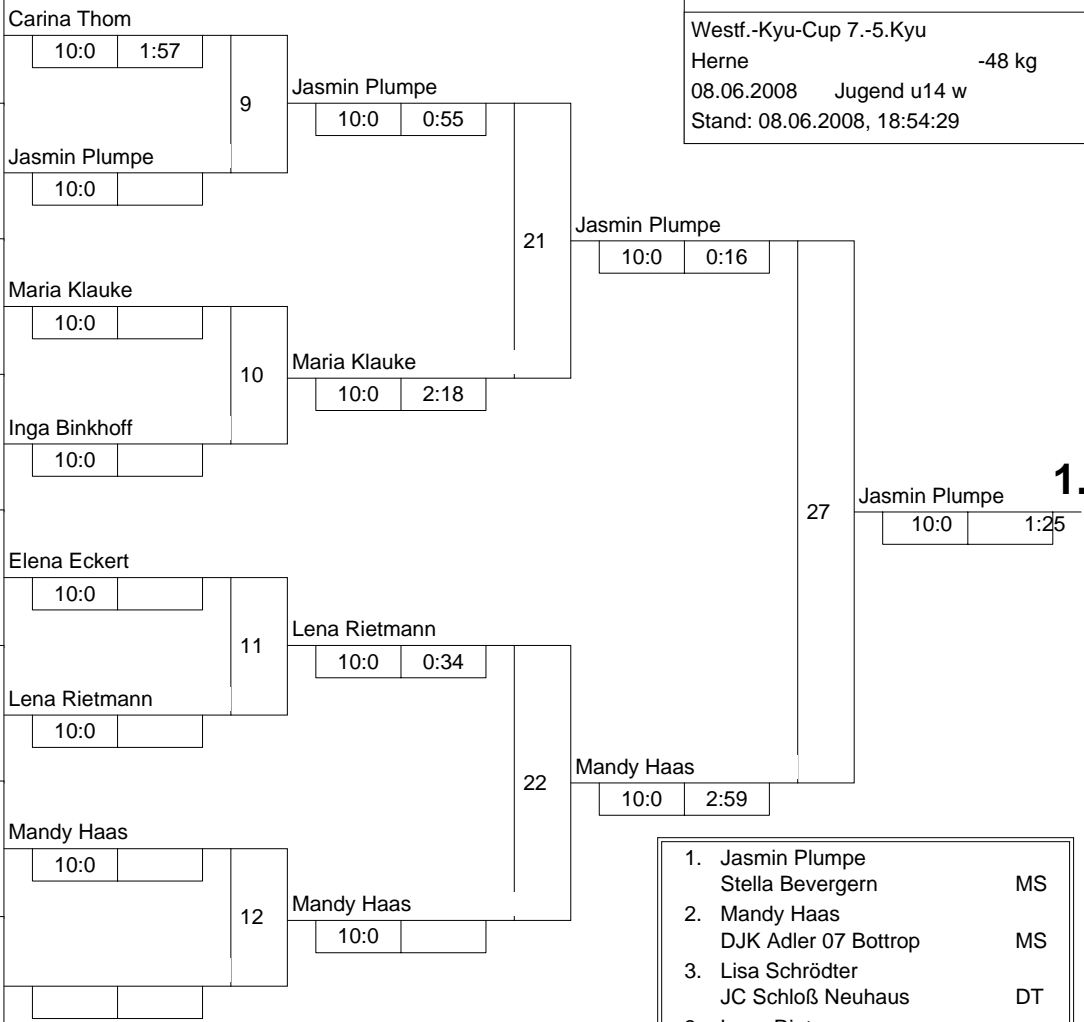 Carina Thom
10:0 1:57
9
Jasmin Plumpe
10:0
Jasmin Plumpe
10:0 0:55
Maria Klauke
10:0
10
Inga Binkhoff
10:0
Maria Klauke
10:0 2:18
21
Elena Eckert
10:0
11
Lena Rietmann
10:0
Lena Rietmann
10:0 0:34
Mandy Haas
10:0
12
Mandy Haas
10:0
22
Jasmin Plumpe
10:0 0:16
Mandy Haas
10:0 2:59
27
Jasmin Plumpe 1.
10:0 1:25
Westf.-Kyu-Cup 7.-5.Kyu
Herne -48 kg
08.06.2008 Jugend u14 w
Stand: 08.06.2008, 18:54:29
1. Jasmin Plumpe
Stella Bevergern MS
2. Mandy Haas
DJK Adler 07 Bottrop MS
3. Lisa Schrödter
JC Schloß Neuhaus DT